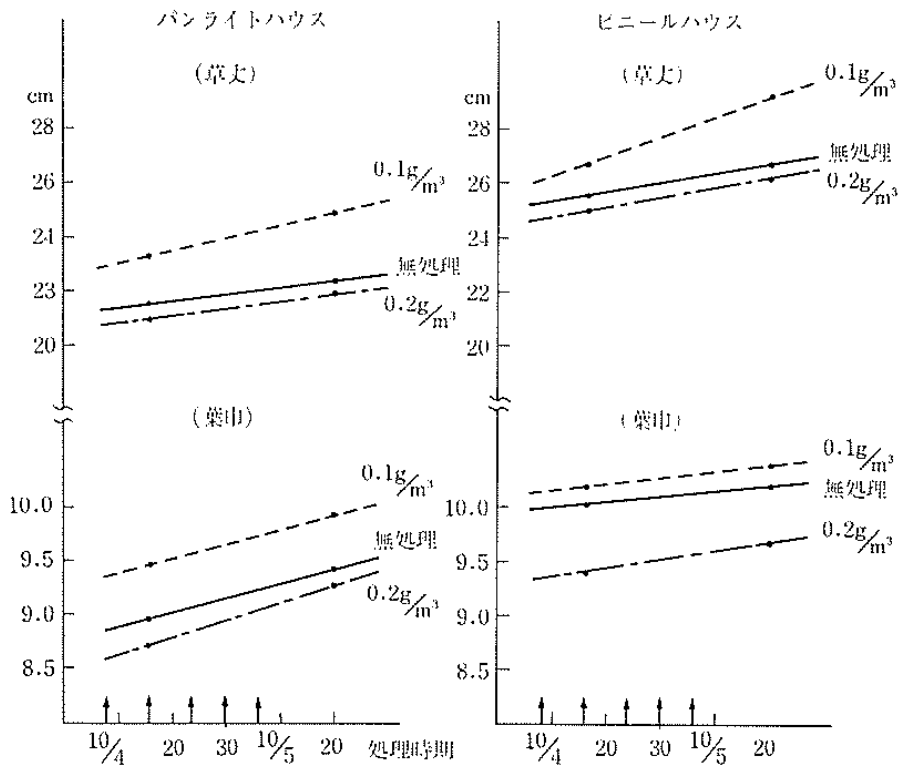 パンライトハウス
(草丈)
cm
28
26
24
23
20
0.1g/m³
無処理
0.2g/m³
(葉巾)
10.0
9.5
9.0
8.5
0.1g/m³
無処理
0.2g/m³
10/4 20 30 10/5 20 処理時期
ビニールハウス
(草丈)
cm
28
26
24
22
20
0.1g/m³
無処理
0.2g/m³
(葉巾)
10.0
9.5
9.0
8.5
0.1g/m³
無処理
0.2g/m³
10/4 20 30 10/5 20